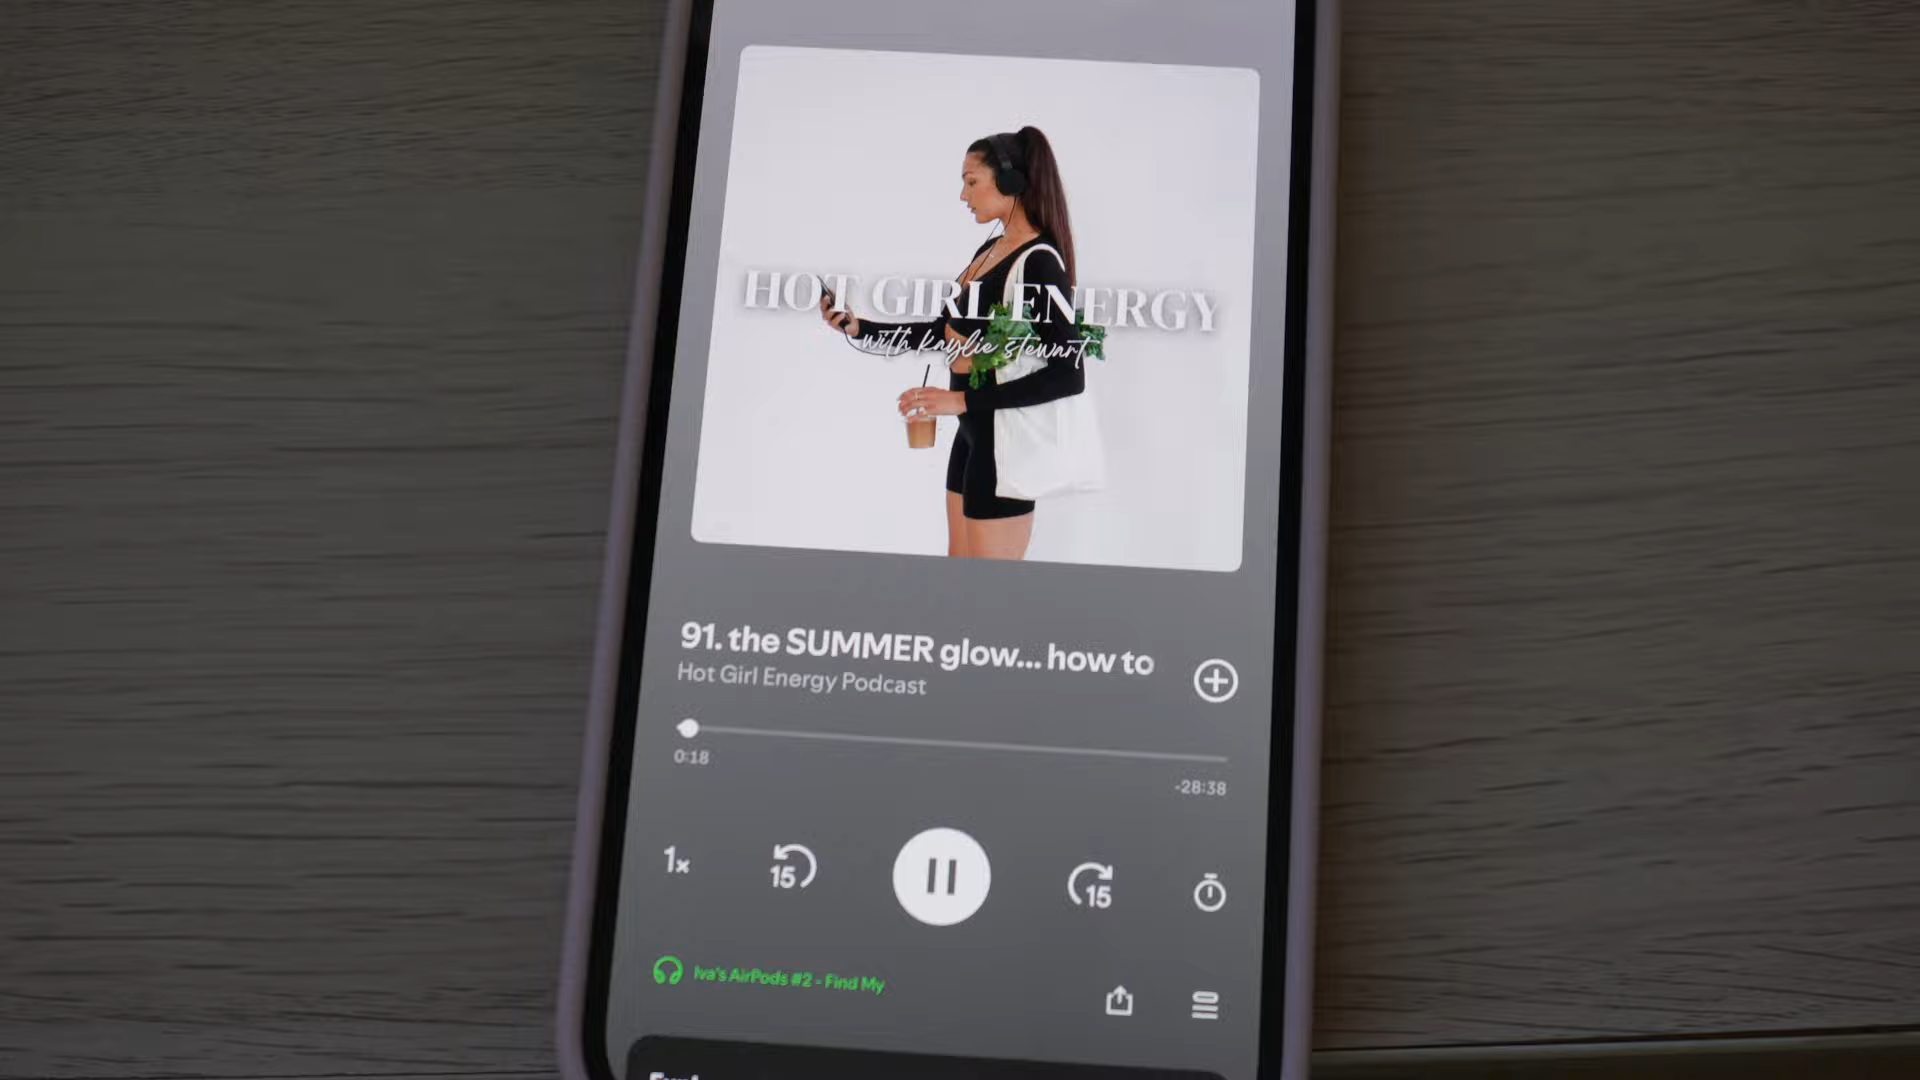 HOT GIRL ENERGY
with kaylie stewart
91. the SUMMER glow... how to
Hot Girl Energy Podcast
0:18
-28:38
1x
15
15
Iva's AirPods #2 - Find My